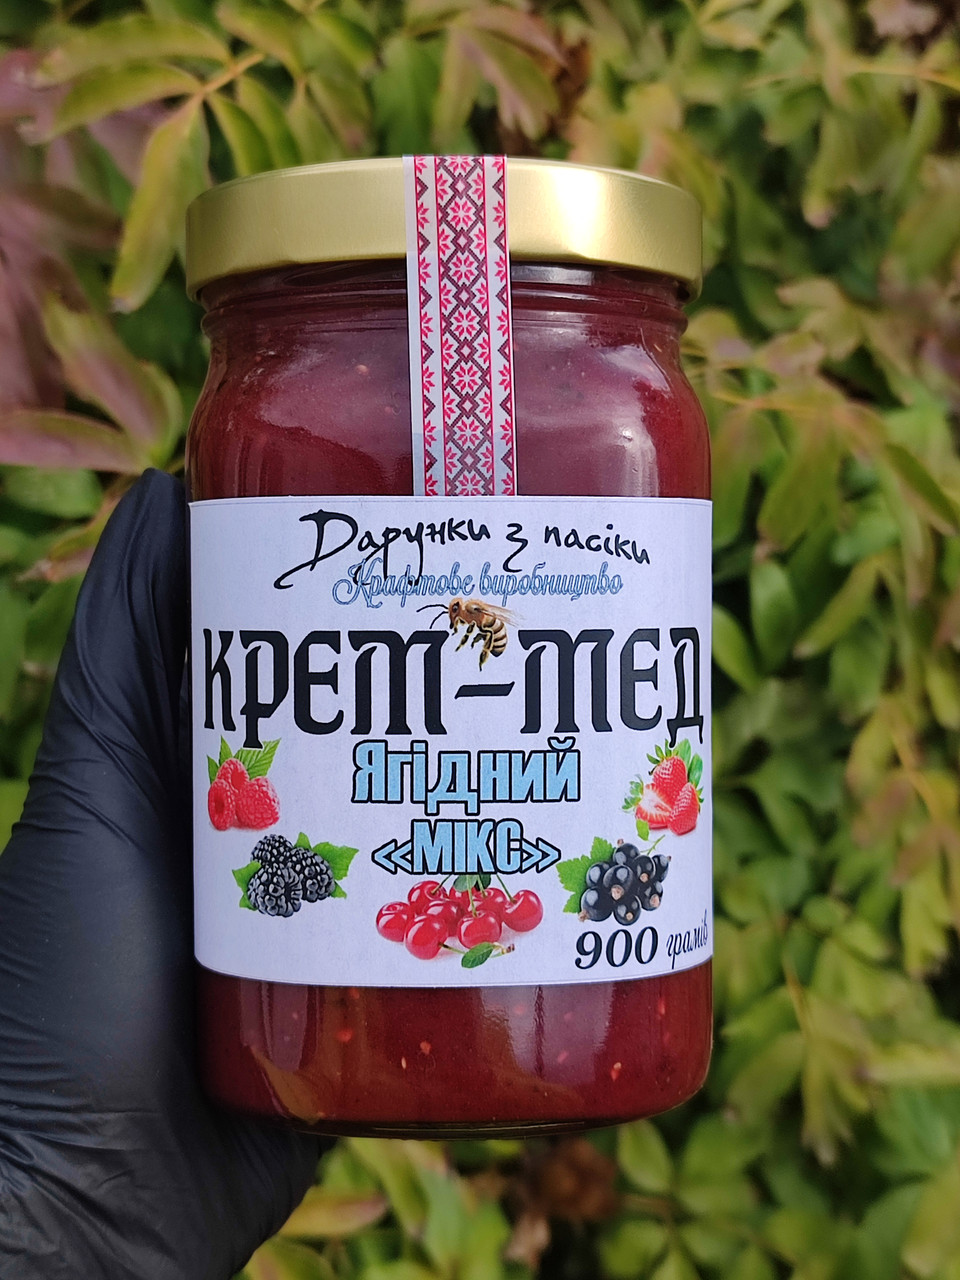 Дарунки з пасіки
Крафтове виробництво
Крем-мед
Ягідний
«МІКС»
900 грамів